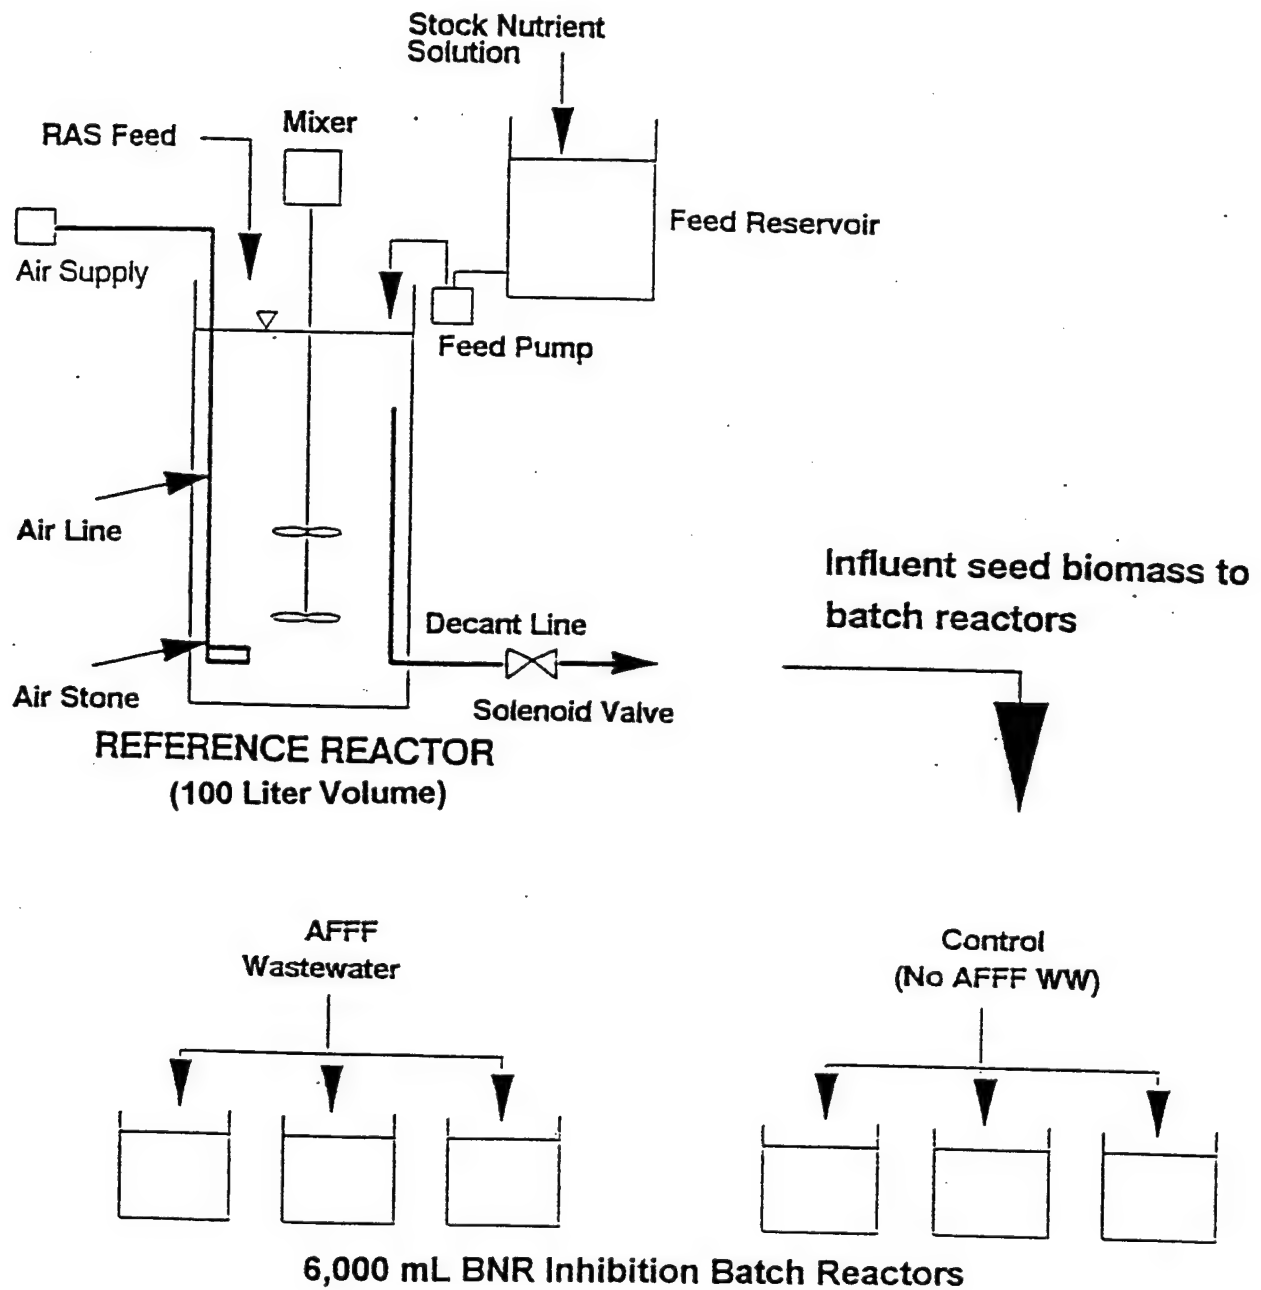 Stock Nutrient
Solution
Mixer
RAS Feed
Feed Reservoir
Air Supply
Feed Pump
Air Line
Influent seed biomass to
batch reactors
Decant Line
Air Stone
Solenoid Valve
REFERENCE REACTOR
(100 Liter Volume)
AFFF
Wastewater
Control
(No AFFF WW)
6,000 mL BNR Inhibition Batch Reactors